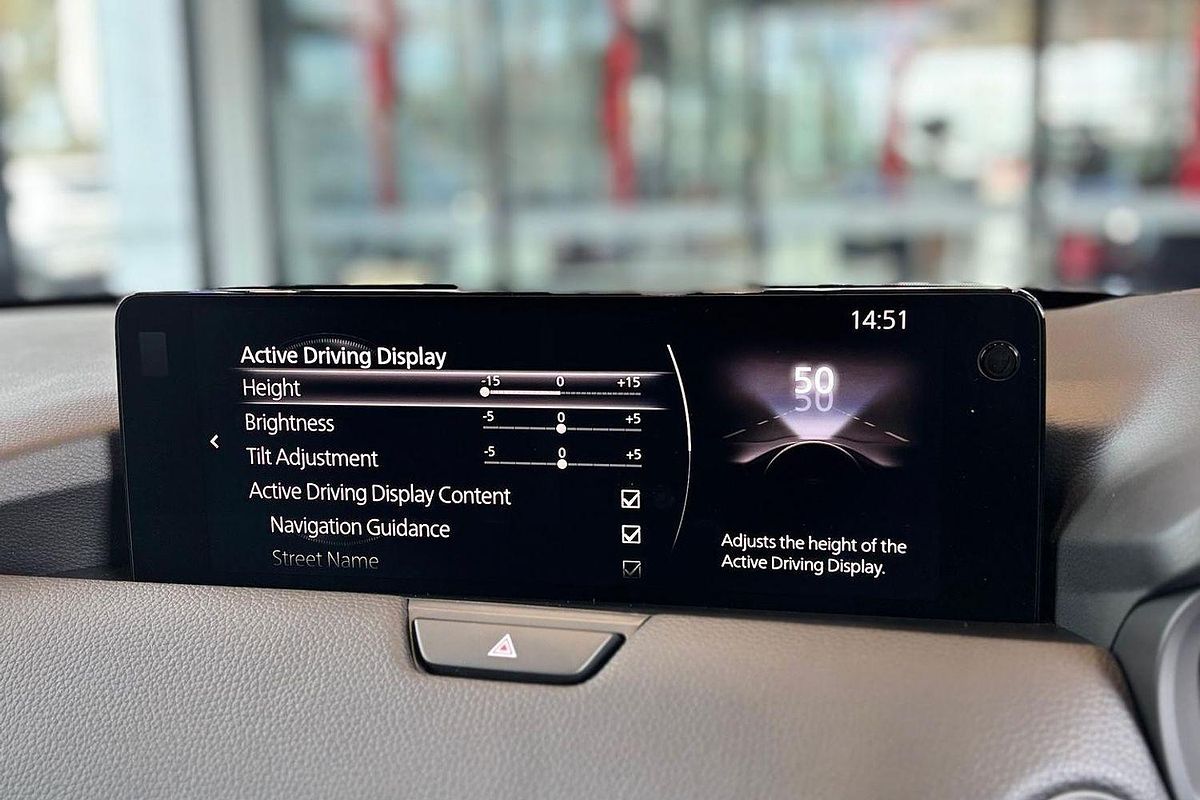 14:51
Active Driving Display
Height -15 0 +15
Brightness -5 0 +5
Tilt Adjustment -5 0 +5
Active Driving Display Content
Navigation Guidance
Street Name
50
50
Adjusts the height of the
Active Driving Display.